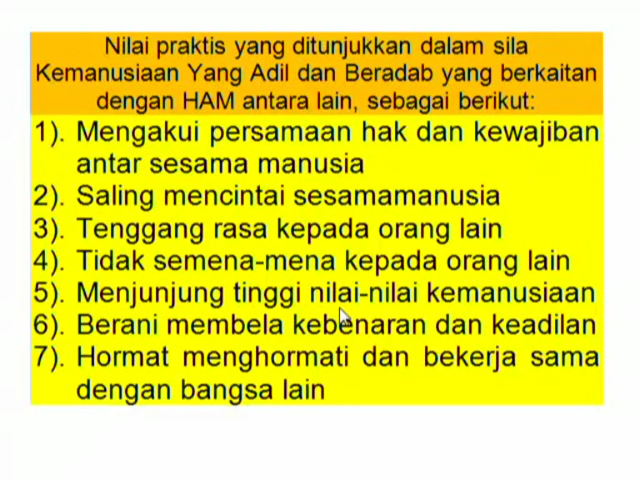 Nilai praktis yang ditunjukkan dalam sila
Kemanusiaan Yang Adil dan Beradab yang berkaitan
dengan HAM antara lain, sebagai berikut:
1). Mengakui persamaan hak dan kewajiban
antar sesama manusia
2). Saling mencintai sesamamanusia
3). Tenggang rasa kepada orang lain
4). Tidak semena-mena kepada orang lain
5). Menjunjung tinggi nilai-nilai kemanusiaan
6). Berani membela kebenaran dan keadilan
7). Hormat menghormati dan bekerja sama
dengan bangsa lain